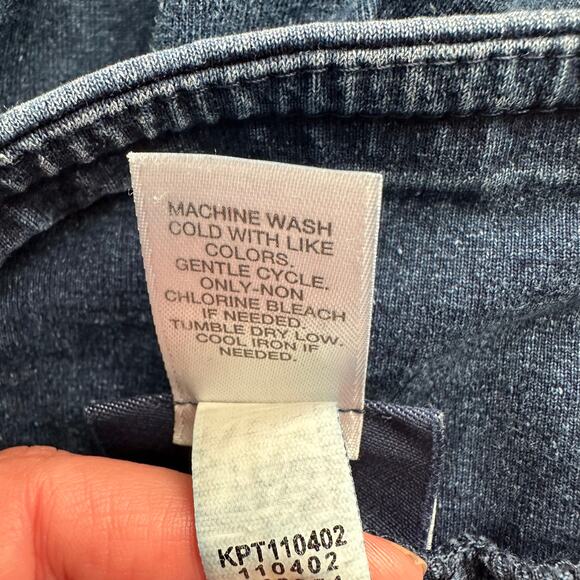 MACHINE WASH
COLD WITH LIKE
COLORS.
GENTLE CYCLE.
ONLY-NON
CHLORINE BLEACH
IF NEEDED.
TUMBLE DRY LOW.
COOL IRON IF
NEEDED.
KPT110402
110402